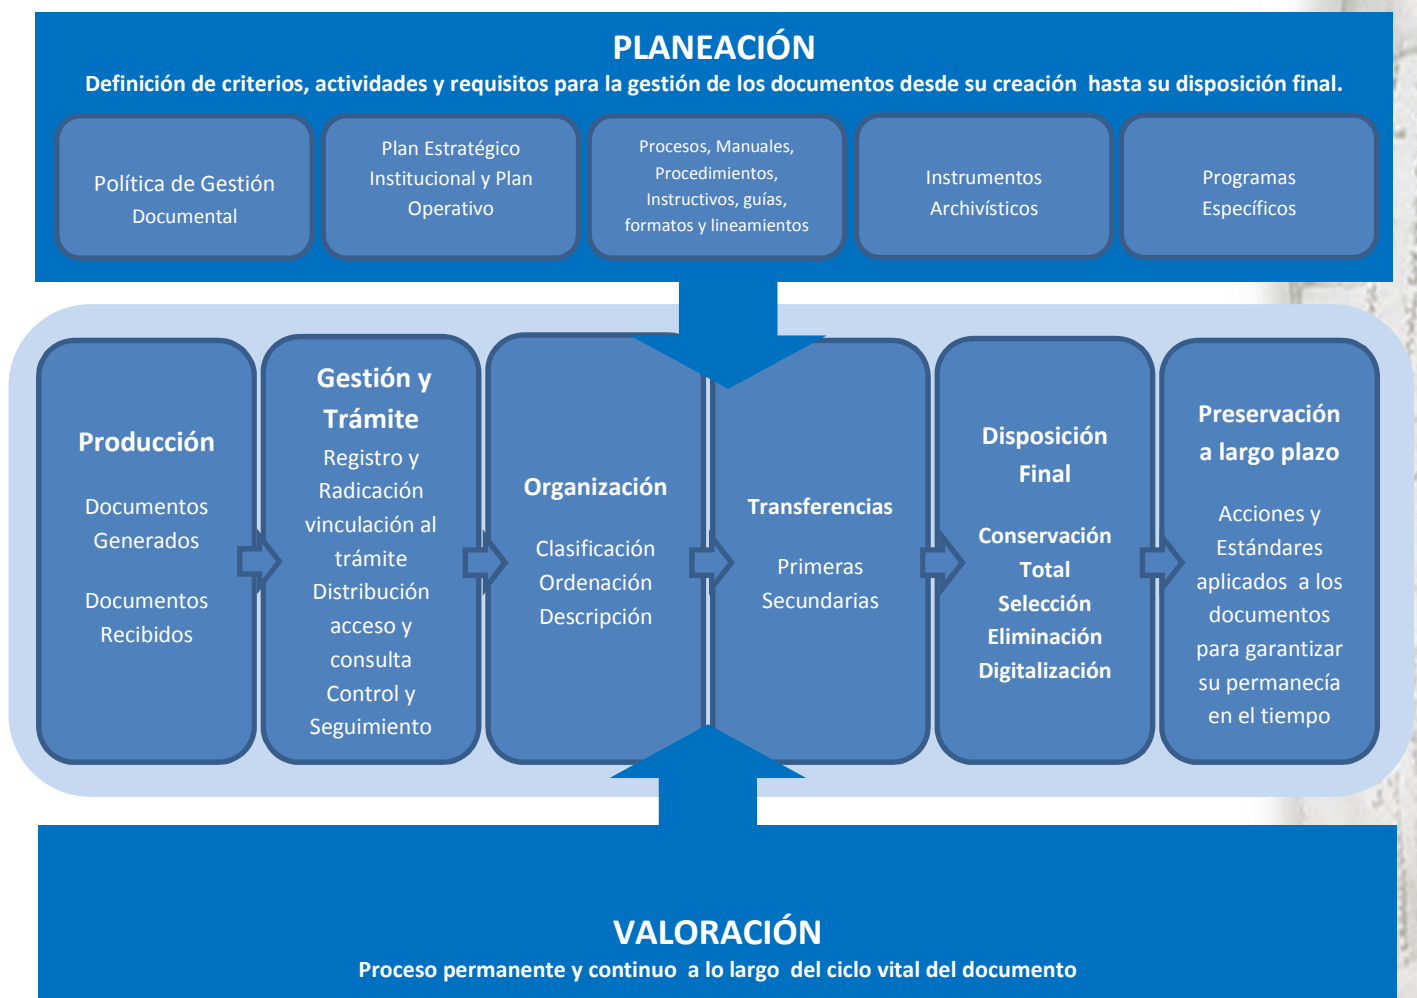 PLANEACIÓN
Definición de criterios, actividades y requisitos para la gestión de los documentos desde su creación hasta su disposición final.
Política de Gestión
Documental
Plan Estratégico
Institucional y Plan
Operativo
Procesos, Manuales,
Procedimientos,
Instructivos, guías,
formatos y lineamientos
Instrumentos
Archivísticos
Programas
Específicos
Producción
Documentos
Generados
Documentos
Recibidos
Gestión y
Trámite
Registro y
Radicación
vinculación al
trámite
Distribución
acceso y
consulta
Control y
Seguimiento
Organización
Clasificación
Ordenación
Descripción
Transferencias
Primeras
Secundarias
Disposición
Final
Conservación
Total
Selección
Eliminación
Digitalización
Preservación
a largo plazo
Acciones y
Estándares
aplicados a los
documentos
para garantizar
su permanecía
en el tiempo
VALORACIÓN
Proceso permanente y continuo a lo largo del ciclo vital del documento